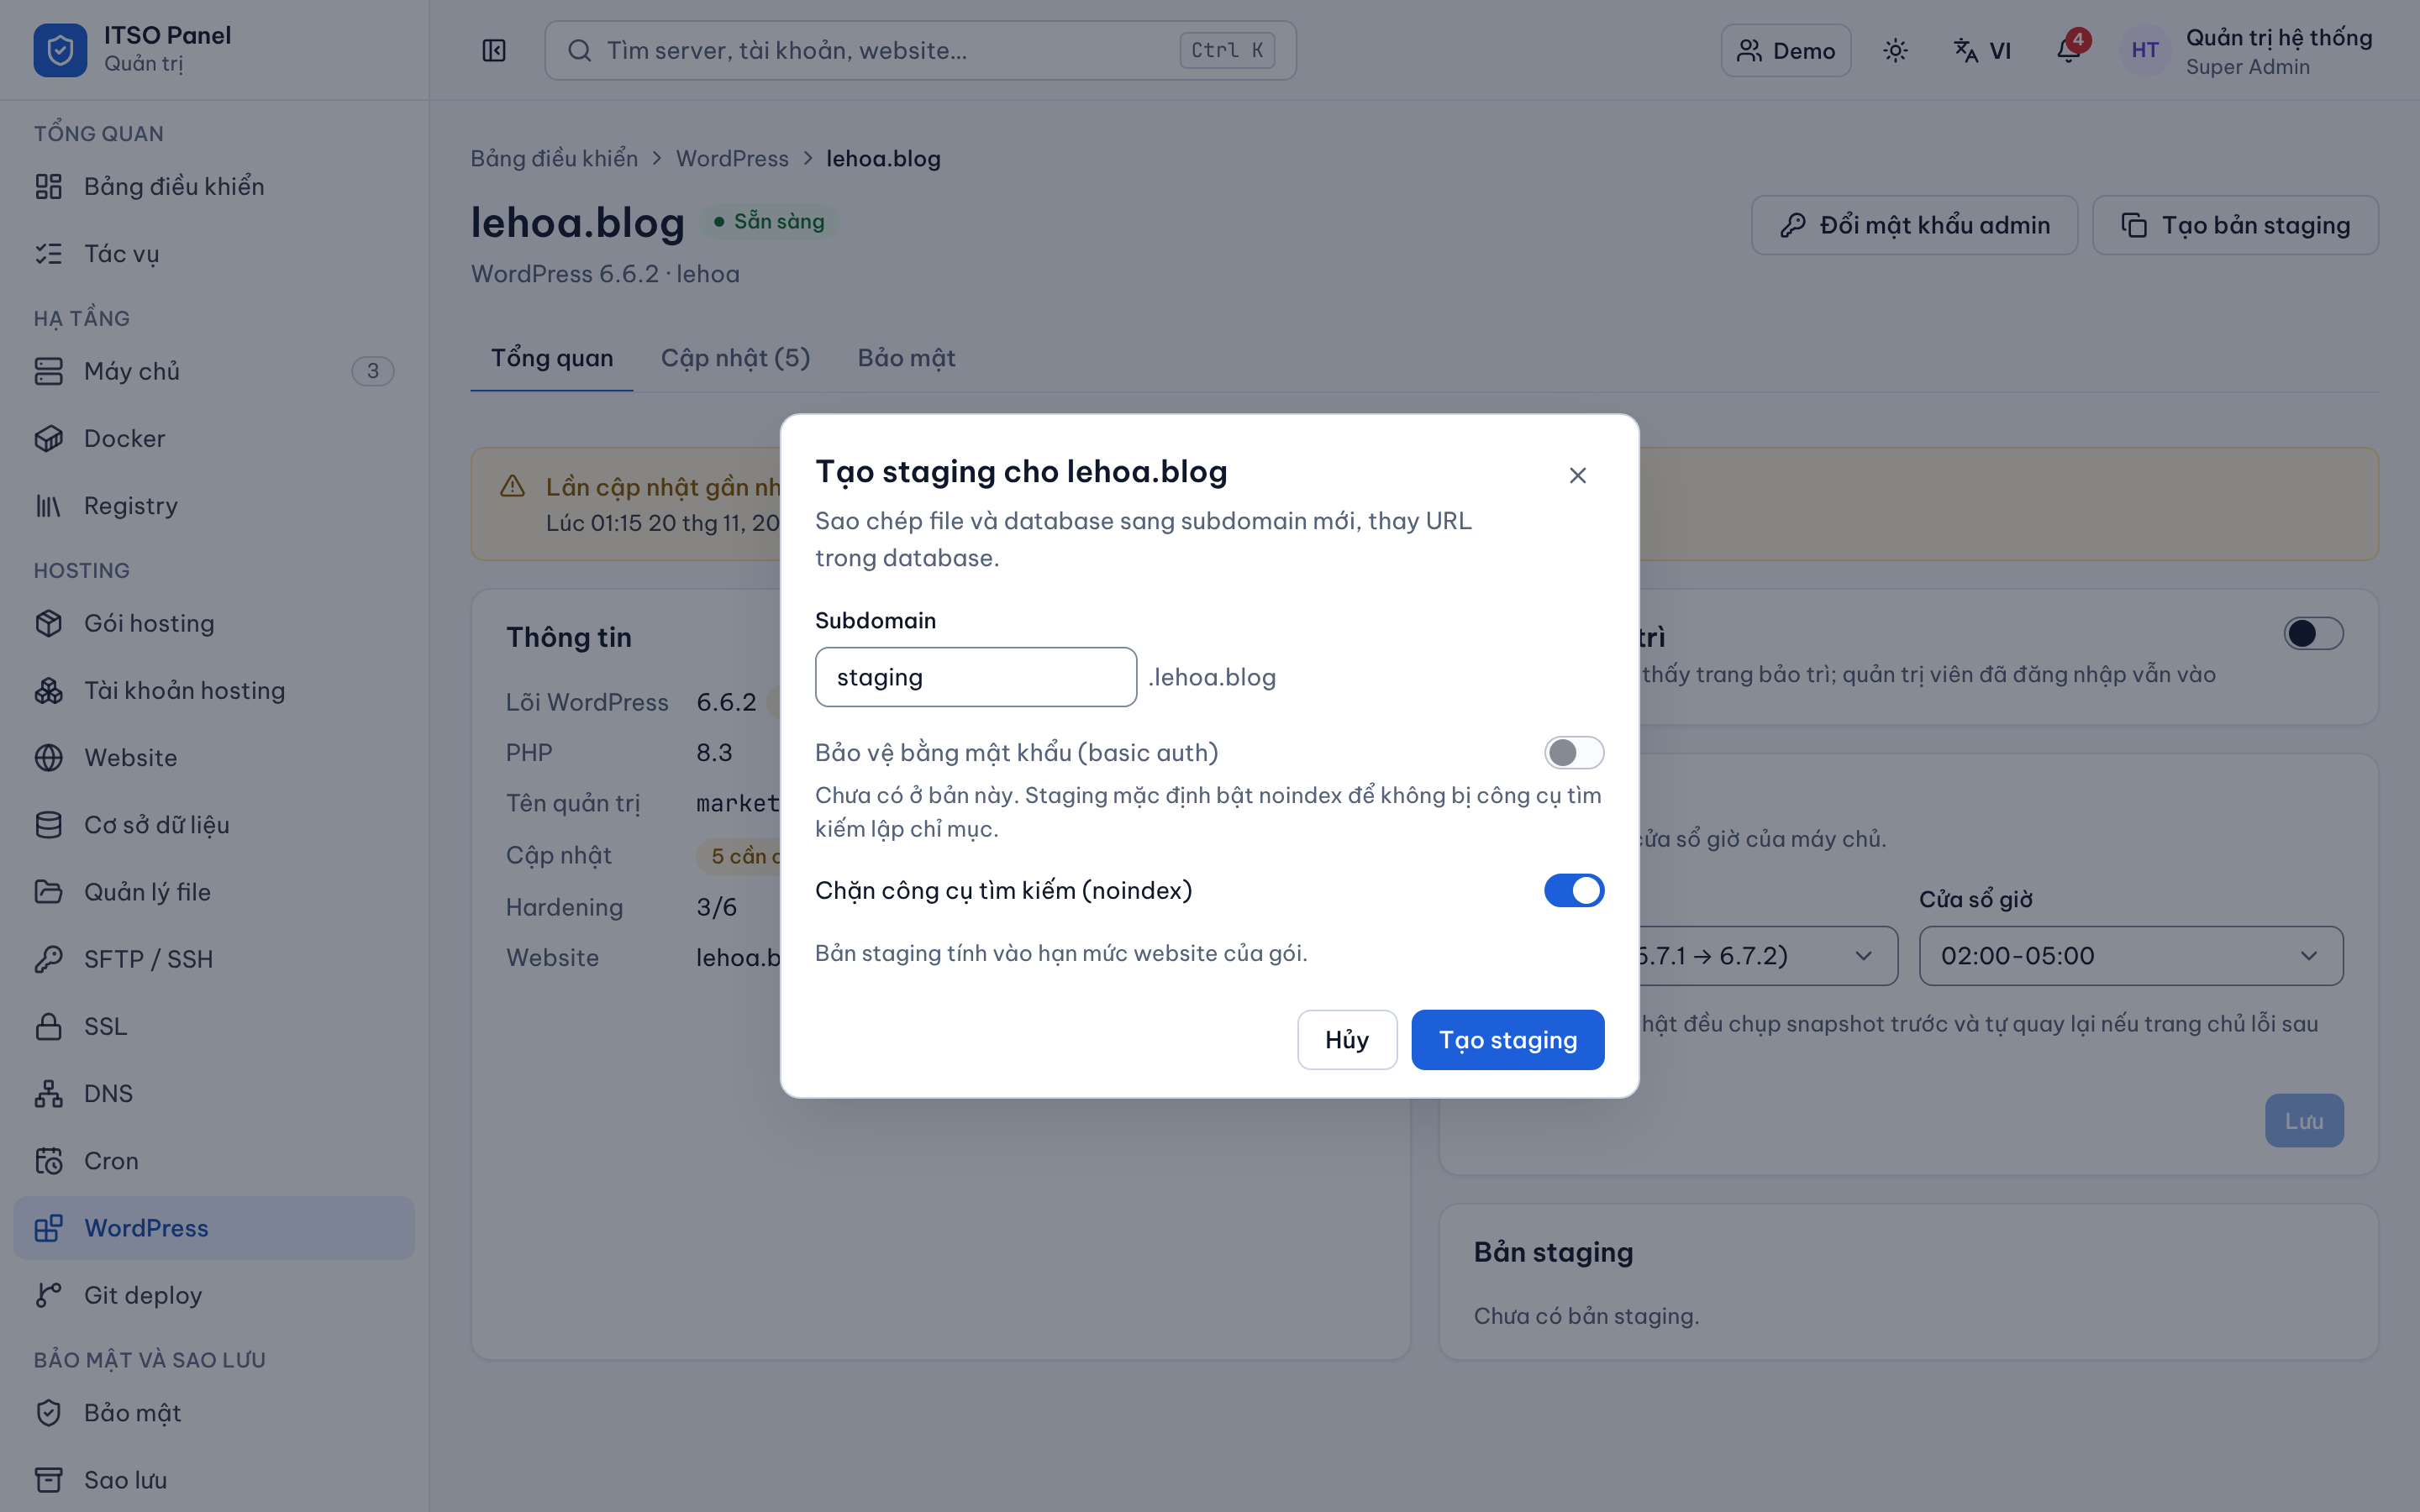 ITSO Panel
Quản trị
Tìm server, tài khoản, website...
Ctrl K
Demo
VI
4
HT
Quản trị hệ thống
Super Admin
TỔNG QUAN
Bảng điều khiển
Tác vụ
HẠ TẦNG
Máy chủ
3
Docker
Registry
HOSTING
Gói hosting
Tài khoản hosting
Website
Cơ sở dữ liệu
Quản lý file
SFTP / SSH
SSL
DNS
Cron
WordPress
Git deploy
BẢO MẬT VÀ SAO LƯU
Bảo mật
Sao lưu
Bảng điều khiển > WordPress > lehoa.blog
lehoa.blog
Sẵn sàng
WordPress 6.6.2 · lehoa
Đổi mật khẩu admin
Tạo bản staging
Tổng quan
Cập nhật (5)
Bảo mật
Lần cập nhật gần nh
Lúc 01:15 20 thg 11, 20
Thông tin
Lõi WordPress 6.6.2
PHP 8.3
Tên quản trị market
Cập nhật 5 cần c
Hardening 3/6
Website lehoa.b
Tạo staging cho lehoa.blog
Sao chép file và database sang subdomain mới, thay URL
trong database.
Subdomain
staging .lehoa.blog
Bảo vệ bằng mật khẩu (basic auth)
Chưa có ở bản này. Staging mặc định bật noindex để không bị công cụ tìm
kiếm lập chỉ mục.
Chặn công cụ tìm kiếm (noindex)
Bản staging tính vào hạn mức website của gói.
Hủy
Tạo staging
trì
thấy trang bảo trì; quản trị viên đã đăng nhập vẫn vào
cửa sổ giờ của máy chủ.
Cửa sổ giờ
6.7.1 → 6.7.2)
02:00-05:00
hật đều chụp snapshot trước và tự quay lại nếu trang chủ lỗi sau
Lưu
Bản staging
Chưa có bản staging.